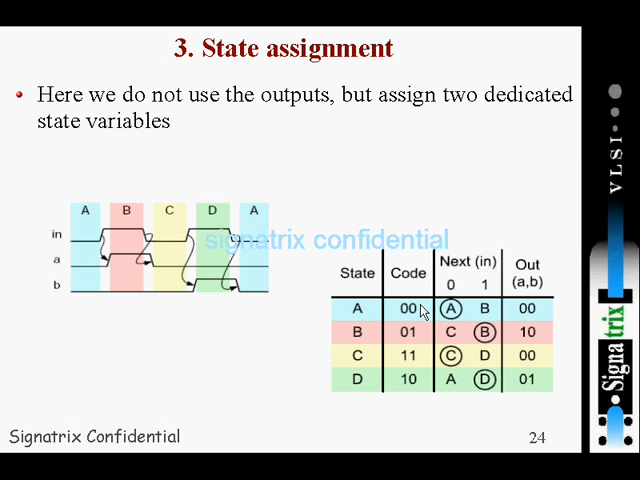 3. State assignment
Here we do not use the outputs, but assign two dedicated
state variables
A B C D A
in
a
b
signatrix confidential
State Code Next (in) Out
0 1 (a,b)
A 00 A B 00
B 01 C B 10
C 11 C D 00
D 10 A D 01
Signatrix Confidential
24
VLSI
Signatrix